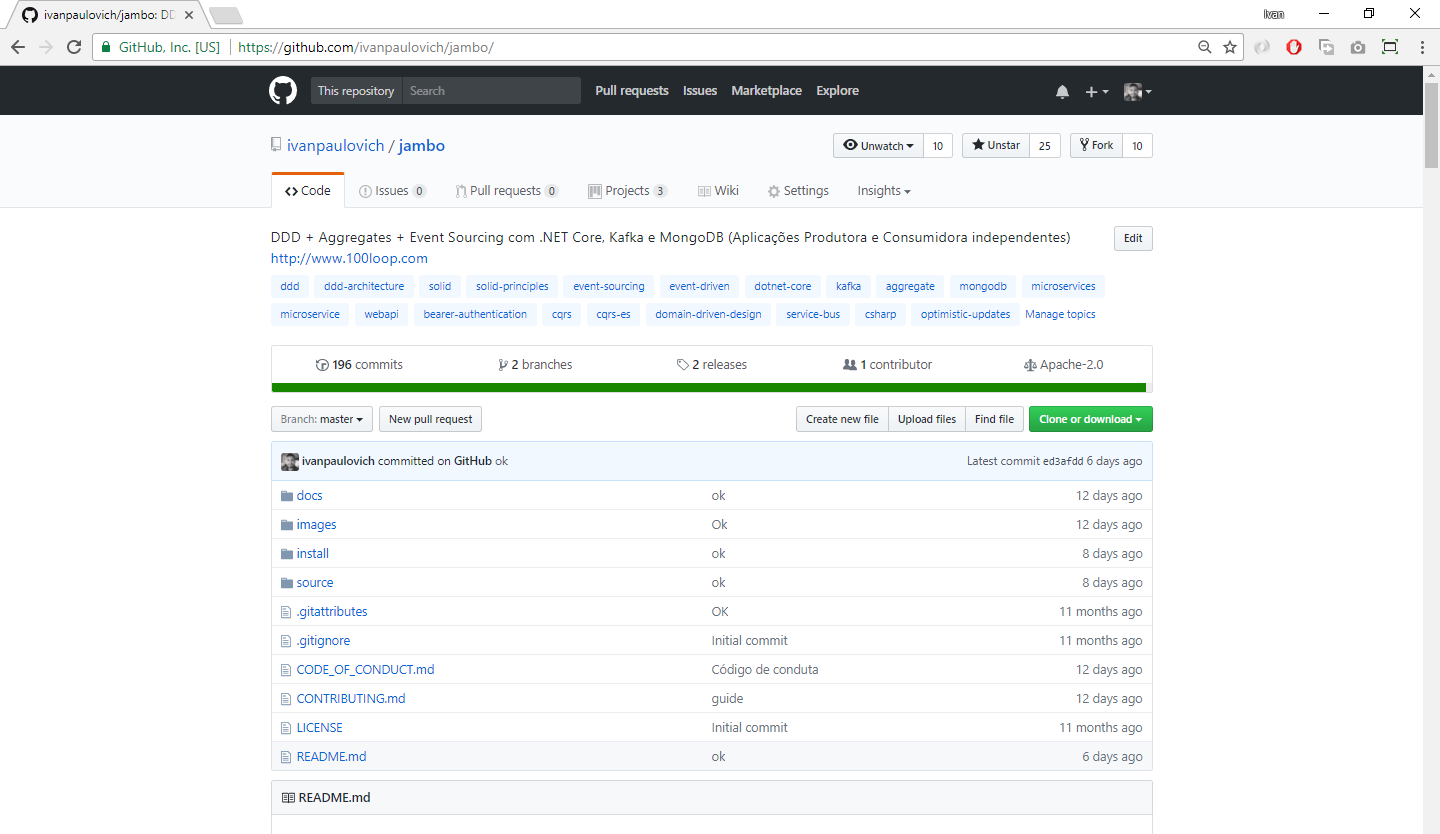 ivanpaulovich/jambo: DD
Ivan
GitHub, Inc. [US] https://github.com/ivanpaulovich/jambo/
This repository Search Pull requests Issues Marketplace Explore
ivanpaulovich / jambo Unwatch 10 Unstar 25 Fork 10
Code Issues 0 Pull requests 0 Projects 3 Wiki Settings Insights
DDD + Aggregates + Event Sourcing com .NET Core, Kafka e MongoDB (Aplicações Produtora e Consumidora independentes) Edit
http://www.100loop.com
ddd ddd-architecture solid solid-principles event-sourcing event-driven dotnet-core kafka aggregate mongodb microservices
microservice webapi bearer-authentication cqrs cqrs-es domain-driven-design service-bus csharp optimistic-updates Manage topics
196 commits 2 branches 2 releases 1 contributor Apache-2.0
Branch: master New pull request Create new file Upload files Find file Clone or download
ivanpaulovich committed on GitHub ok Latest commit ed3afdd 6 days ago
docs ok 12 days ago
images Ok 12 days ago
install ok 8 days ago
source ok 8 days ago
.gitattributes OK 11 months ago
.gitignore Initial commit 11 months ago
CODE_OF_CONDUCT.md Código de conduta 12 days ago
CONTRIBUTING.md guide 12 days ago
LICENSE Initial commit 11 months ago
README.md ok 6 days ago
README.md